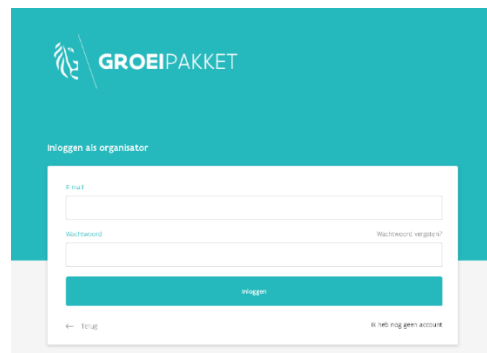 GROEIPAKKET
Inloggen als organisator
E-mail
Wachtwoord Wachtwoord vergeten?
Inloggen
← Terug Ik heb nog geen account